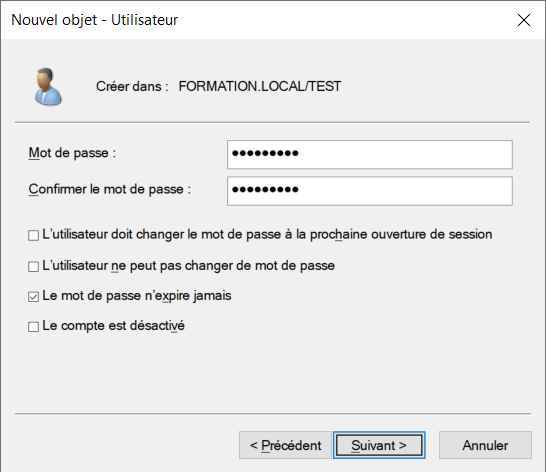 Nouvel objet - Utilisateur
Créer dans : FORMATION.LOCAL/TEST
Mot de passe :
●●●●●●●●●
Confirmer le mot de passe :
●●●●●●●●●
L'utilisateur doit changer le mot de passe à la prochaine ouverture de session
L'utilisateur ne peut pas changer de mot de passe
Le mot de passe n'expire jamais
Le compte est désactivé
< Précédent Suivant > Annuler